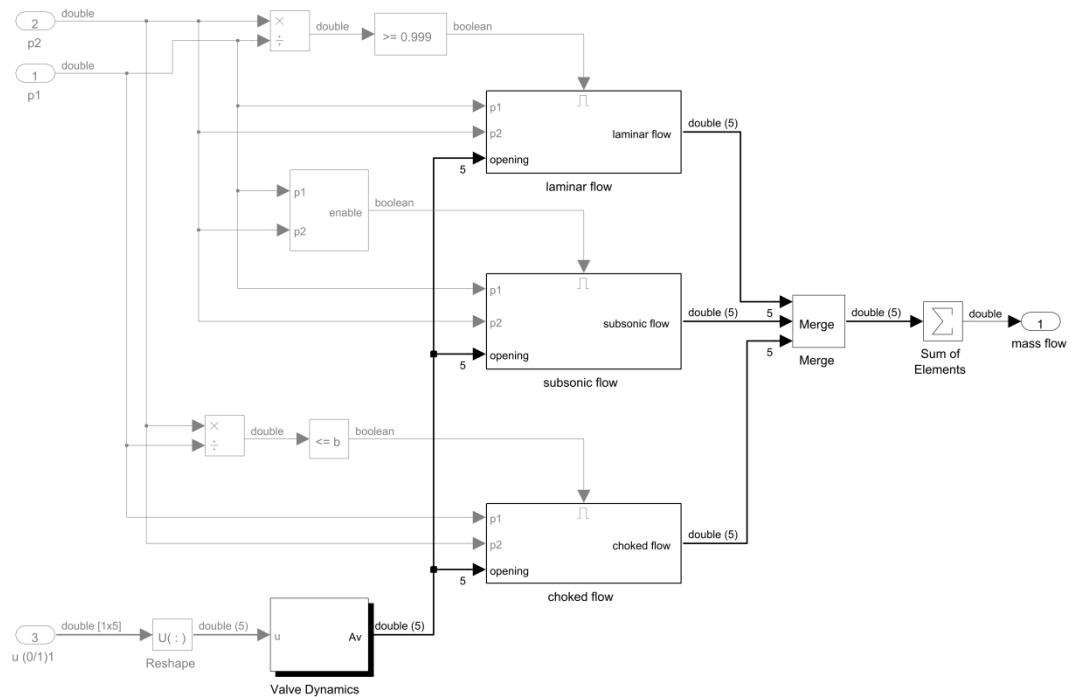 double
2
p2
double
1
p1
×
÷
double
>= 0.999
boolean
p1
p2
opening
5
laminar flow
double (5)
laminar flow
p1
p2
enable
boolean
p1
p2
opening
5
subsonic flow
double (5)
subsonic flow
5
5
Merge
Merge
double (5)
∑
Sum of
Elements
double
1
mass flow
×
÷
double
<= b
boolean
p1
p2
opening
5
choked flow
double (5)
choked flow
3
u (0/1)1
double [1x5]
U( : )
Reshape
double (5)
u
Av
Valve Dynamics
double (5)